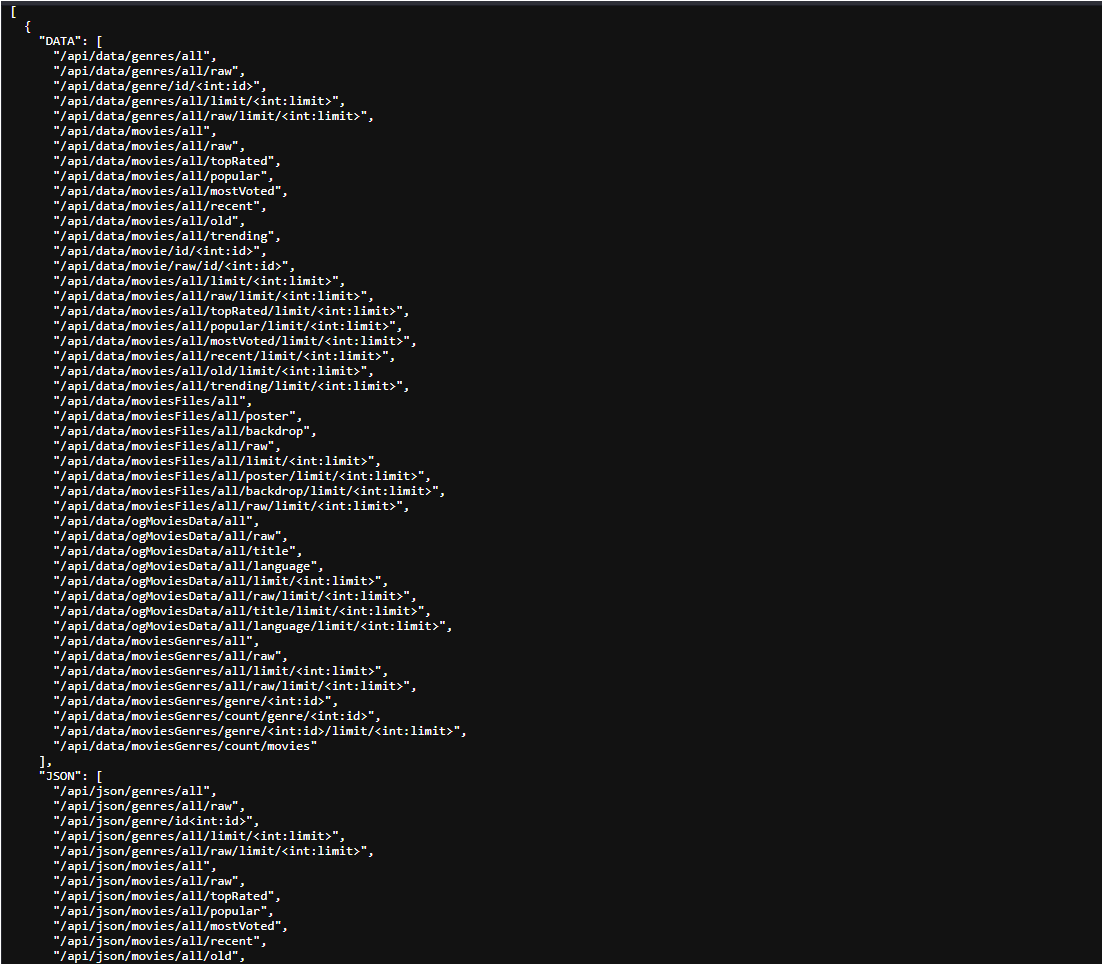 [
  {
    "DATA": [
      "/api/data/genres/all",
      "/api/data/genres/all/raw",
      "/api/data/genre/id/<int:id>",
      "/api/data/genres/all/limit/<int:limit>",
      "/api/data/genres/all/raw/limit/<int:limit>",
      "/api/data/movies/all",
      "/api/data/movies/all/raw",
      "/api/data/movies/all/topRated",
      "/api/data/movies/all/popular",
      "/api/data/movies/all/mostVoted",
      "/api/data/movies/all/recent",
      "/api/data/movies/all/old",
      "/api/data/movies/all/trending",
      "/api/data/movie/id/<int:id>",
      "/api/data/movie/raw/id/<int:id>",
      "/api/data/movies/all/limit/<int:limit>",
      "/api/data/movies/all/raw/limit/<int:limit>",
      "/api/data/movies/all/topRated/limit/<int:limit>",
      "/api/data/movies/all/popular/limit/<int:limit>",
      "/api/data/movies/all/mostVoted/limit/<int:limit>",
      "/api/data/movies/all/recent/limit/<int:limit>",
      "/api/data/movies/all/old/limit/<int:limit>",
      "/api/data/movies/all/trending/limit/<int:limit>",
      "/api/data/moviesFiles/all",
      "/api/data/moviesFiles/all/poster",
      "/api/data/moviesFiles/all/backdrop",
      "/api/data/moviesFiles/all/raw",
      "/api/data/moviesFiles/all/limit/<int:limit>",
      "/api/data/moviesFiles/all/poster/limit/<int:limit>",
      "/api/data/moviesFiles/all/backdrop/limit/<int:limit>",
      "/api/data/moviesFiles/all/raw/limit/<int:limit>",
      "/api/data/ogMoviesData/all",
      "/api/data/ogMoviesData/all/raw",
      "/api/data/ogMoviesData/all/title",
      "/api/data/ogMoviesData/all/language",
      "/api/data/ogMoviesData/all/limit/<int:limit>",
      "/api/data/ogMoviesData/all/raw/limit/<int:limit>",
      "/api/data/ogMoviesData/all/title/limit/<int:limit>",
      "/api/data/ogMoviesData/all/language/limit/<int:limit>",
      "/api/data/moviesGenres/all",
      "/api/data/moviesGenres/all/raw",
      "/api/data/moviesGenres/all/limit/<int:limit>",
      "/api/data/moviesGenres/all/raw/limit/<int:limit>",
      "/api/data/moviesGenres/genre/<int:id>",
      "/api/data/moviesGenres/count/genre/<int:id>",
      "/api/data/moviesGenres/genre/<int:id>/limit/<int:limit>",
      "/api/data/moviesGenres/count/movies"
    ],
    "JSON": [
      "/api/json/genres/all",
      "/api/json/genres/all/raw",
      "/api/json/genre/id<int:id>",
      "/api/json/genres/all/limit/<int:limit>",
      "/api/json/genres/all/raw/limit/<int:limit>",
      "/api/json/movies/all",
      "/api/json/movies/all/raw",
      "/api/json/movies/all/topRated",
      "/api/json/movies/all/popular",
      "/api/json/movies/all/mostVoted",
      "/api/json/movies/all/recent",
      "/api/json/movies/all/old",